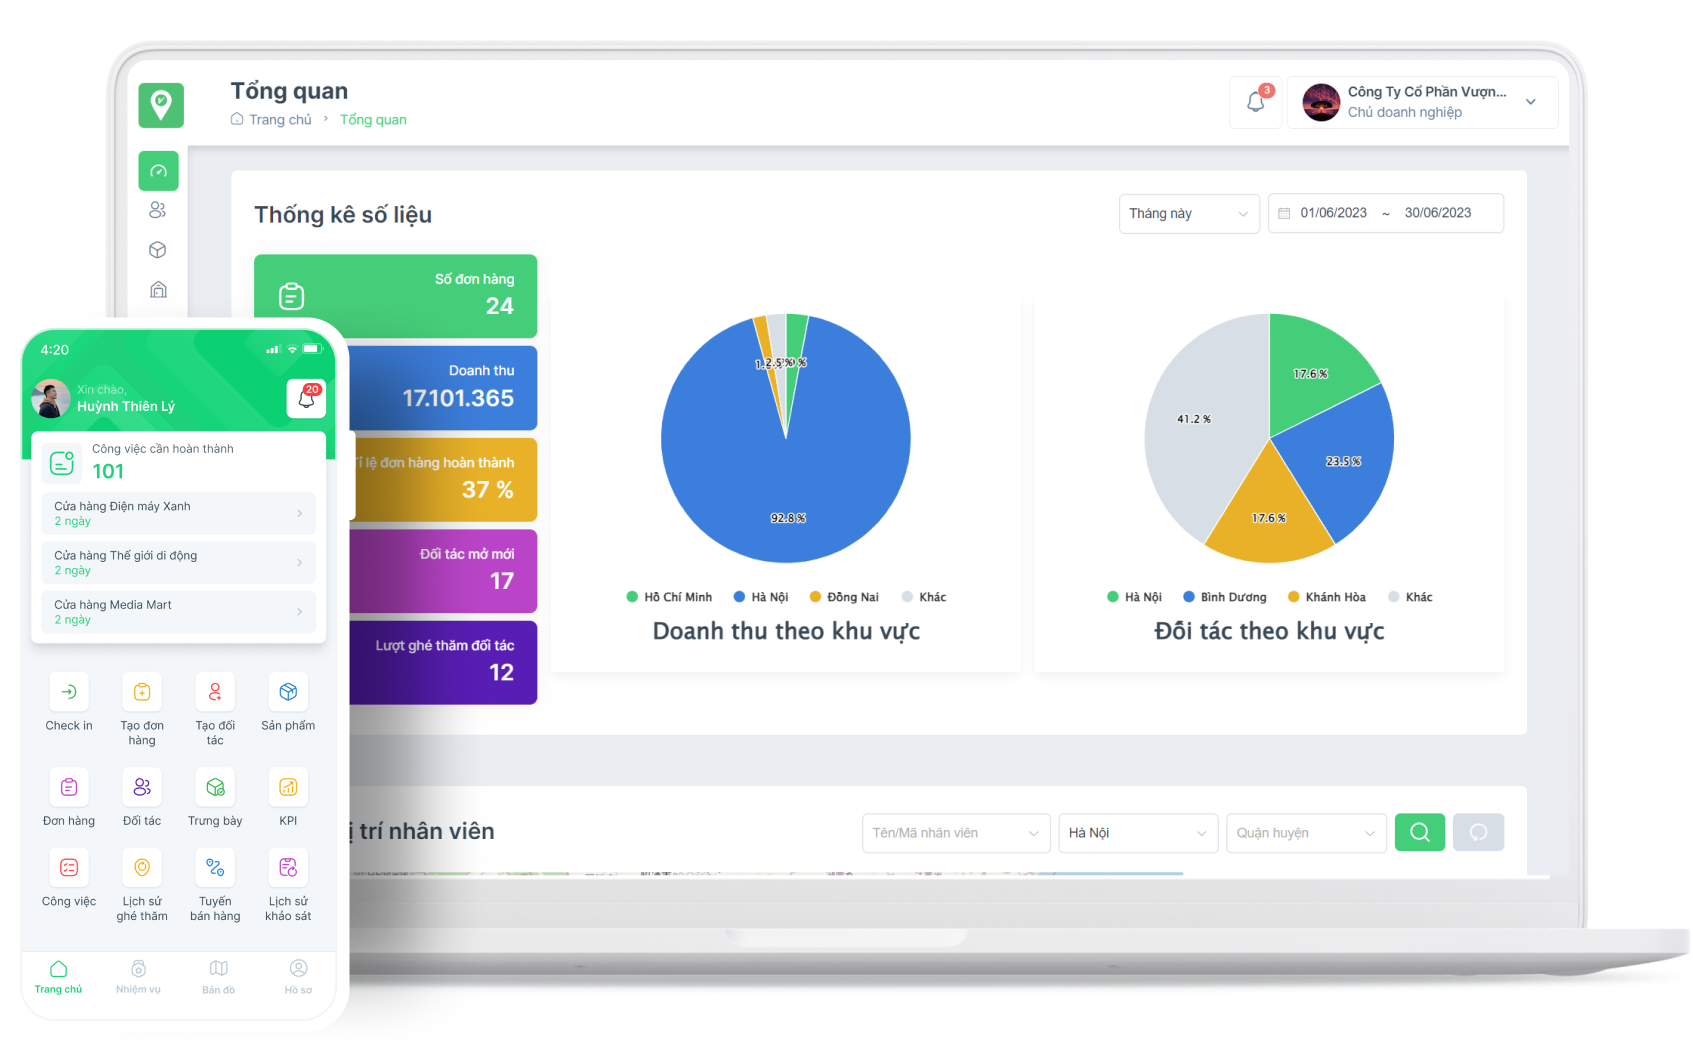 Tổng quan
Trang chủ › Tổng quan
3
Công Ty Cổ Phần Vượn...
Chủ doanh nghiệp
Thống kê số liệu
Tháng này
01/06/2023 ~ 30/06/2023
Số đơn hàng
24
Doanh thu
17.101.365
Tỉ lệ đơn hàng hoàn thành
37 %
Đối tác mở mới
17
Lượt ghé thăm đối tác
12
92.8 %
Hồ Chí Minh
Hà Nội
Đồng Nai
Khác
Doanh thu theo khu vực
17.6 %
41.2 %
23.5 %
17.6 %
Hà Nội
Bình Dương
Khánh Hòa
Khác
Đối tác theo khu vực
trí nhân viên
Tên/Mã nhân viên
Hà Nội
Quận huyện
4:20
Xin chào,
Huỳnh Thiên Lý
20
Công việc cần hoàn thành
101
Cửa hàng Điện máy Xanh
2 ngày
Cửa hàng Thế giới di động
2 ngày
Cửa hàng Media Mart
2 ngày
Check in
Tạo đơn
hàng
Tạo đối
tác
Sản phẩm
Đơn hàng
Đối tác
Trưng bày
KPI
Công việc
Lịch sử
ghé thăm
Tuyến
bán hàng
Lịch sử
khảo sát
Trang chủ
Nhiệm vụ
Bản đồ
Hồ sơ